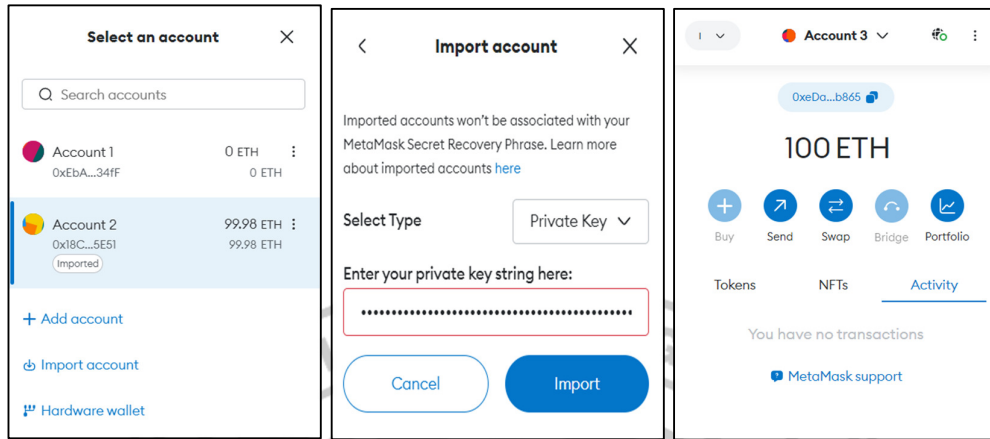 Select an account
Search accounts
Account 1
0 ETH
0xEbA...34fF
0 ETH
Account 2
99.98 ETH
0x18C...5E51
99.98 ETH
Imported
+ Add account
Import account
Hardware wallet
Import account
Imported accounts won't be associated with your
MetaMask Secret Recovery Phrase. Learn more
about imported accounts here
Select Type
Private Key
Enter your private key string here:
Cancel
Import
Account 3
0xeDa...b865
100 ETH
Buy
Send
Swap
Bridge
Portfolio
Tokens
NFTs
Activity
You have no transactions
MetaMask support